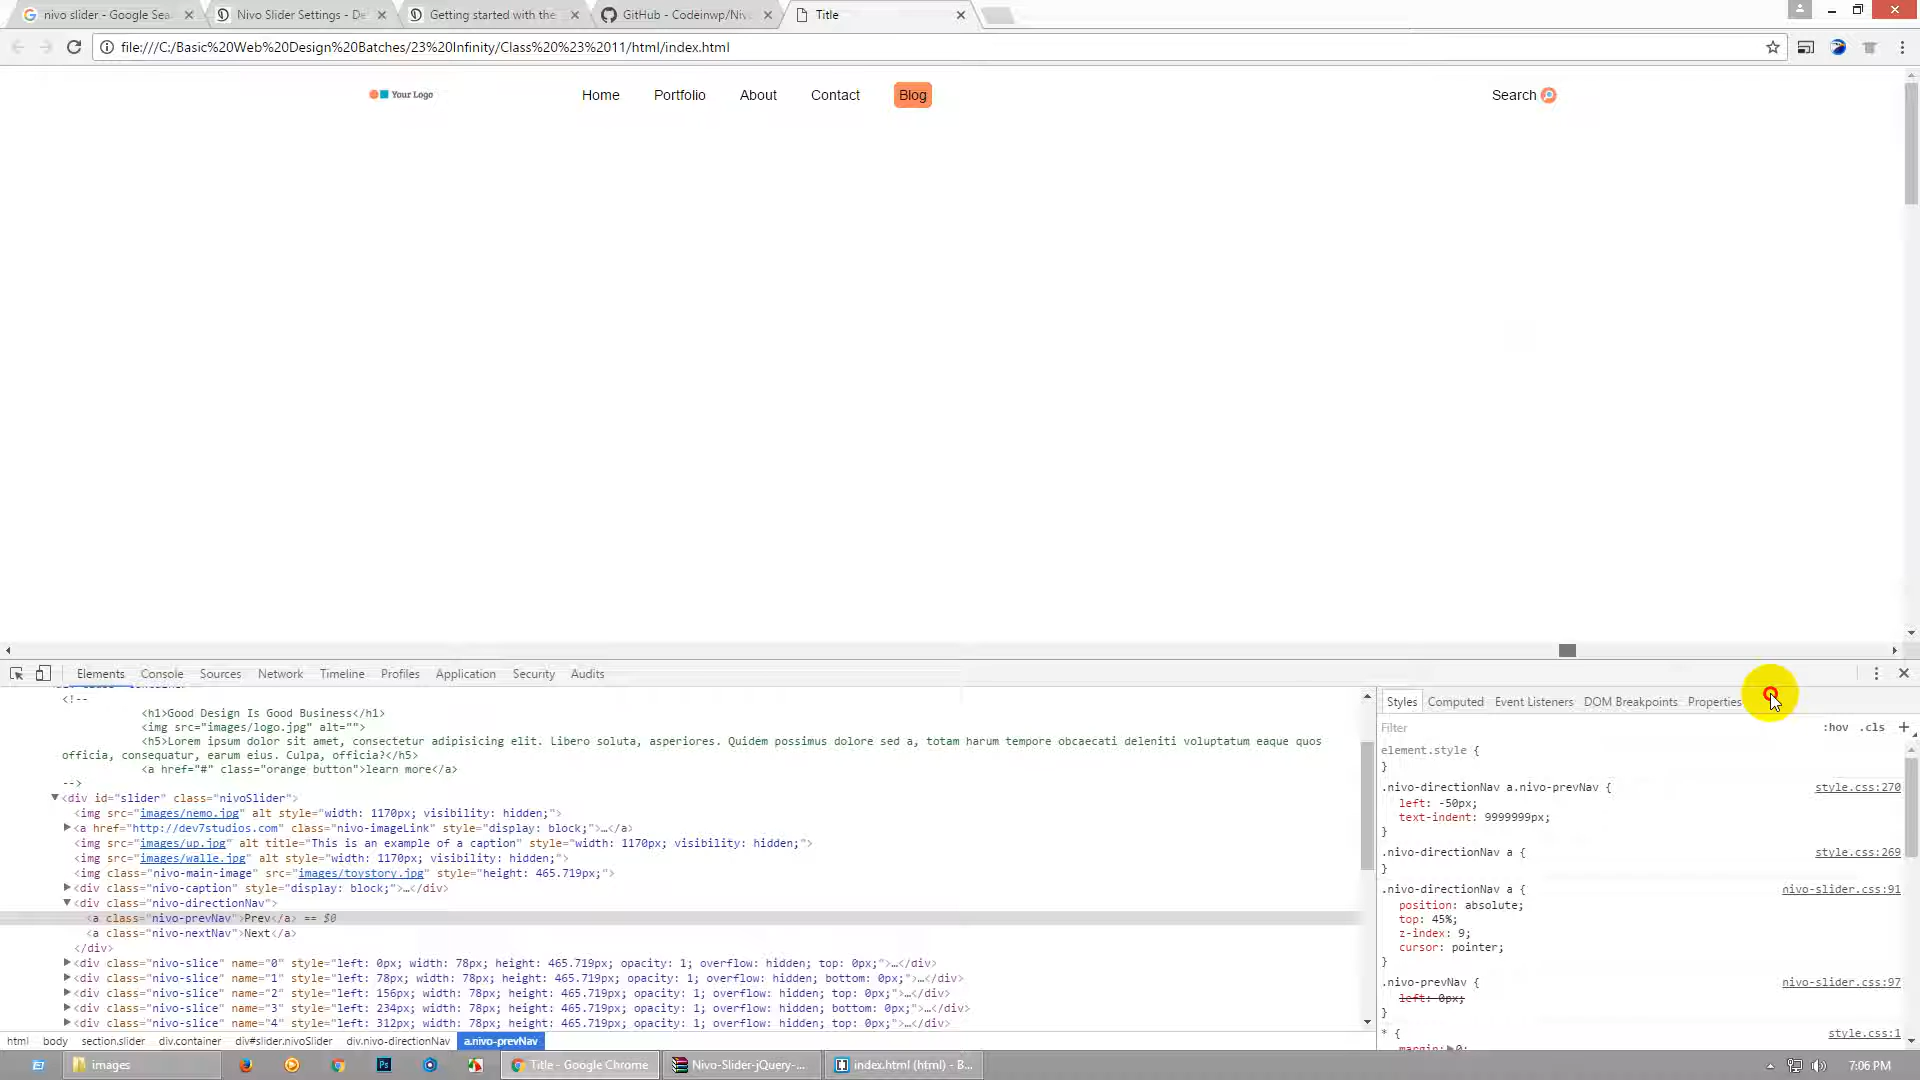 nivo slider - Google Sea
Nivo Slider Settings - De
Getting started with the
GitHub - Codeinwp/Niv
Title
file:///C:/Basic%20Web%20Design%20Batches/23%20Infinity/Class%20%23%2011/html/index.html
Your Logo
Home
Portfolio
About
Contact
Blog
Search
Elements
Console
Sources
Network
Timeline
Profiles
Application
Security
Audits
<!--
<h1>Good Design Is Good Business</h1>
<img src="images/logo.jpg" alt="">
<h5>Lorem ipsum dolor sit amet, consectetur adipisicing elit. Libero soluta, asperiores. Quidem possimus dolore sed a, totam harum tempore obcaecati deleniti voluptatum eaque quos
officia, consequatur, earum eius. Culpa, officia?</h5>
<a href="#" class="orange button">learn more</a>
-->
▼<div id="slider" class="nivoSlider">
<img src="images/nemo.jpg" alt style="width: 1170px; visibility: hidden;">
▶<a href="http://dev7studios.com" class="nivo-imageLink" style="display: block;">…</a>
<img src="images/up.jpg" alt title="This is an example of a caption" style="width: 1170px; visibility: hidden;">
<img src="images/walle.jpg" alt style="width: 1170px; visibility: hidden;">
<img class="nivo-main-image" src="images/toystory.jpg" style="height: 465.719px;">
▶<div class="nivo-caption" style="display: block;">…</div>
▼<div class="nivo-directionNav">
<a class="nivo-prevNav">Prev</a> == $0
<a class="nivo-nextNav">Next</a>
</div>
▶<div class="nivo-slice" name="0" style="left: 0px; width: 78px; height: 465.719px; opacity: 1; overflow: hidden; top: 0px;">…</div>
▶<div class="nivo-slice" name="1" style="left: 78px; width: 78px; height: 465.719px; opacity: 1; overflow: hidden; bottom: 0px;">…</div>
▶<div class="nivo-slice" name="2" style="left: 156px; width: 78px; height: 465.719px; opacity: 1; overflow: hidden; top: 0px;">…</div>
▶<div class="nivo-slice" name="3" style="left: 234px; width: 78px; height: 465.719px; opacity: 1; overflow: hidden; bottom: 0px;">…</div>
▶<div class="nivo-slice" name="4" style="left: 312px; width: 78px; height: 465.719px; opacity: 1; overflow: hidden; top: 0px;">…</div>
html body section.slider div.container div#slider.nivoSlider div.nivo-directionNav a.nivo-prevNav
Styles
Computed
Event Listeners
DOM Breakpoints
Properties
Filter
:hov .cls +
element.style {
}
.nivo-directionNav a.nivo-prevNav { style.css:270
left: -50px;
text-indent: 9999999px;
}
.nivo-directionNav a { style.css:269
}
.nivo-directionNav a { nivo-slider.css:91
position: absolute;
top: 45%;
z-index: 9;
cursor: pointer;
}
.nivo-prevNav { nivo-slider.css:97
left: 0px;
}
* { style.css:1
margin:▶0;
images
Title - Google Chrome
Nivo-Slider-jQuery-...
index.html (html) - B...
7:06 PM